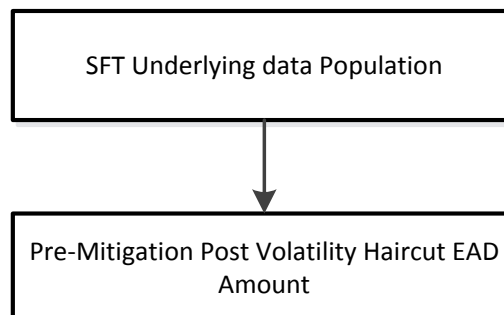 SFT Underlying data Population
Pre-Mitigation Post Volatility Haircut EAD
Amount